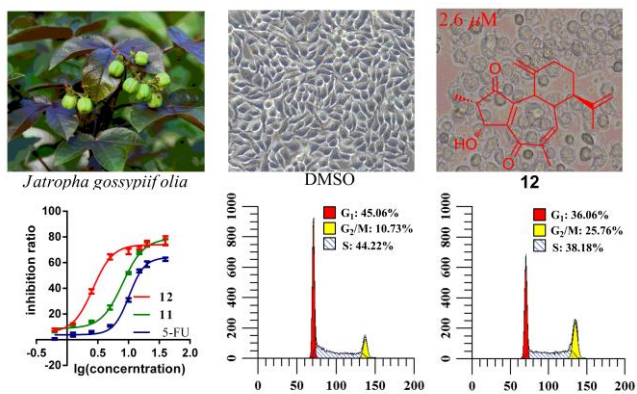 2.6 µM
O
HO
O
Jatropha gossypiifolia
DMSO
12
inhibition ratio
100
80
60
40
20
0
-20
-0.5
0.0
0.5
1.0
1.5
2.0
12
11
5-FU
lg(concerntration)
1000
800
600
400
200
0
G₁: 45.06%
G₂/M: 10.73%
S: 44.22%
0 50 100 150 200
1000
800
600
400
200
0
G₁: 36.06%
G₂/M: 25.76%
S: 38.18%
0 50 100 150 200